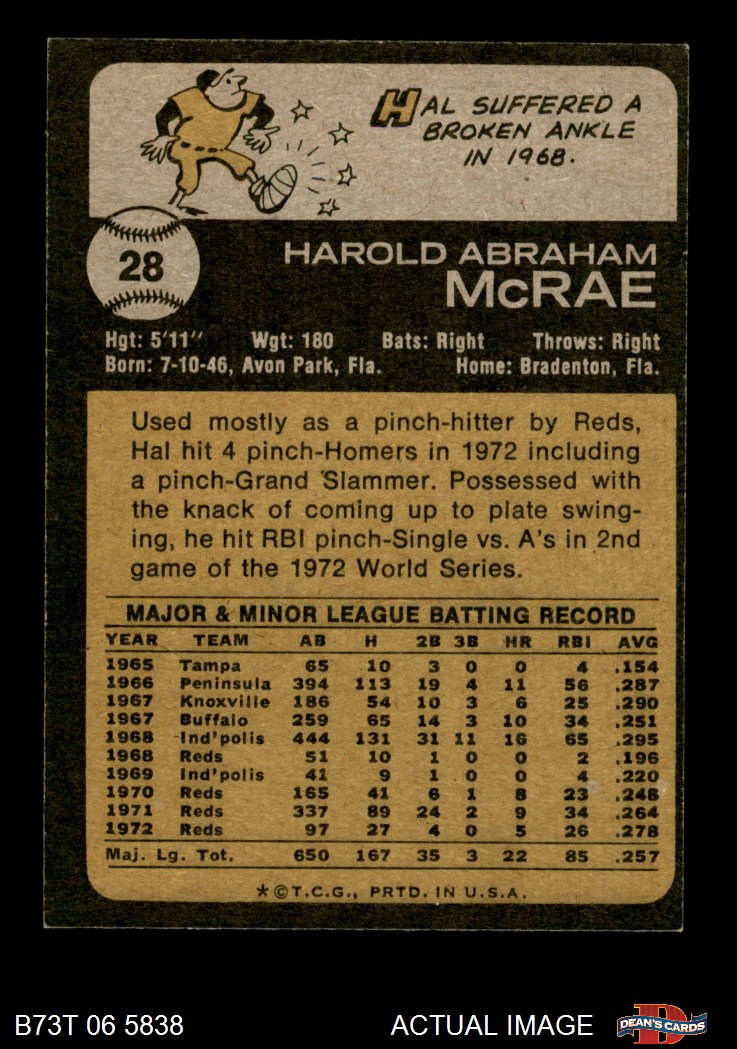 HAL SUFFERED A
BROKEN ANKLE
IN 1968.
28
HAROLD ABRAHAM
McRAE
Hgt: 5'11" Wgt: 180 Bats: Right Throws: Right
Born: 7-10-46, Avon Park, Fla. Home: Bradenton, Fla.
Used mostly as a pinch-hitter by Reds,
Hal hit 4 pinch-Homers in 1972 including
a pinch-Grand Slammer. Possessed with
the knack of coming up to plate swing-
ing, he hit RBI pinch-Single vs. A's in 2nd
game of the 1972 World Series.
MAJOR & MINOR LEAGUE BATTING RECORD
YEAR TEAM AB H 2B 3B HR RBI AVG
1965 Tampa 65 10 3 0 0 4 .154
1966 Peninsula 394 113 19 4 11 56 .287
1967 Knoxville 186 54 10 3 6 25 .290
1967 Buffalo 259 65 14 3 10 34 .251
1968 Ind'polis 444 131 31 11 16 65 .295
1968 Reds 51 10 1 0 0 2 .196
1969 Ind'polis 41 9 1 0 0 4 .220
1970 Reds 165 41 6 1 8 23 .248
1971 Reds 337 89 24 2 9 34 .264
1972 Reds 97 27 4 0 5 26 .278
Maj. Lg. Tot. 650 167 35 3 22 85 .257
*©T.C.G., PRTD. IN U.S.A.
B73T 06 5838 ACTUAL IMAGE D
DEAN'S CARDS